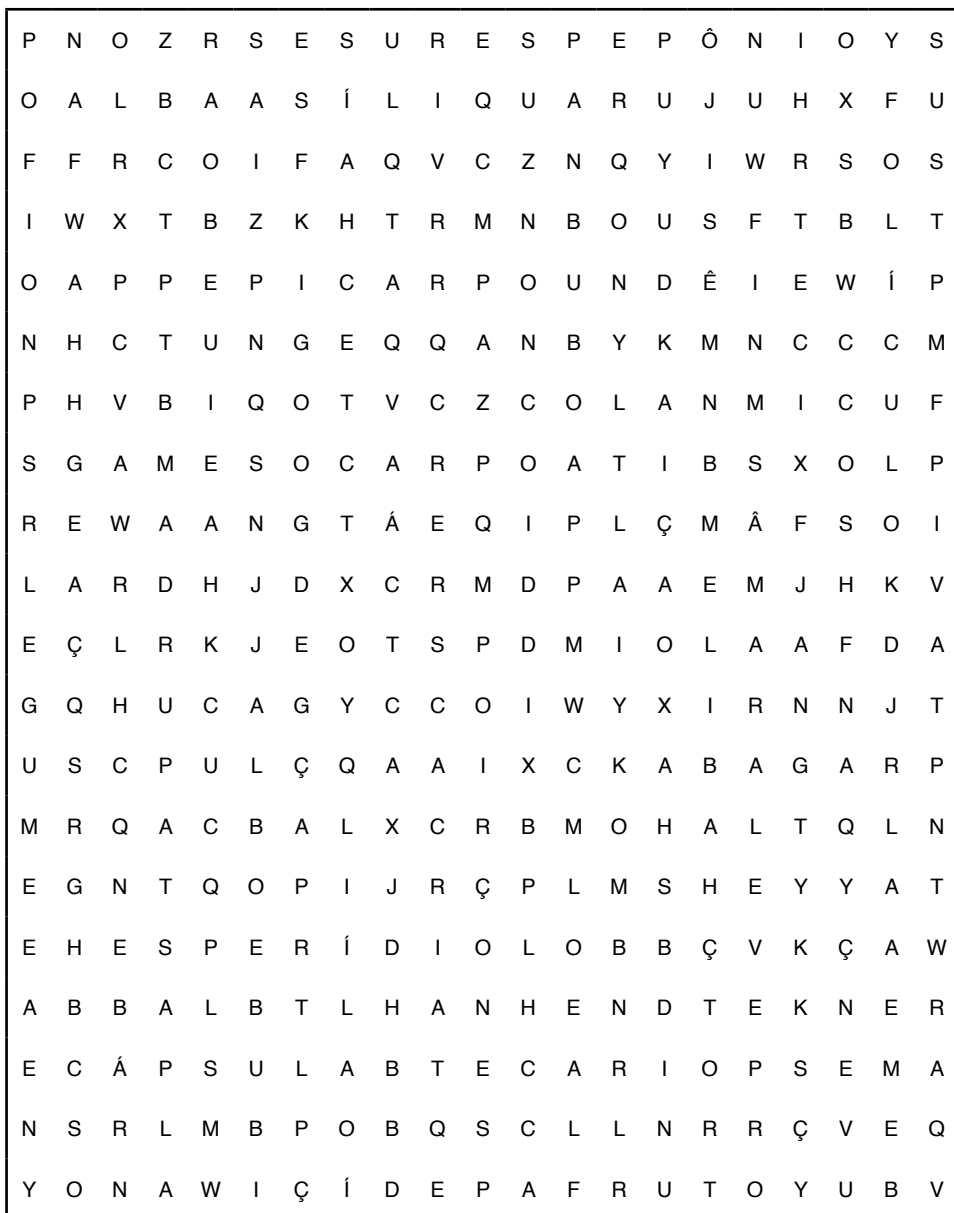 P N O Z R S E S U R E S P E P Ô N I O Y S
O A L B A A S Í L I Q U A R U J U H X F U
F F R C O I F A Q V C Z N Q Y I W R S O S
I W X T B Z K H T R M N B O U S F T B L T
O A P P E P I C A R P O U N D Ê I E W Í P
N H C T U N G E Q Q A N B Y K M N C C C M
P H V B I Q O T V C Z C O L A N M I C U F
S G A M E S O C A R P O A T I B S X O L P
R E W A A N G T Á E Q I P L Ç M Â F S O I
L A R D H J D X C R M D P A A E M J H K V
E Ç L R K J E O T S P D M I O L A A F D A
G Q H U C A G Y C C O I W Y X I R N N J T
U S C P U L Ç Q A A I X C K A B A G A R P
M R Q A C B A L X C R B M O H A L T Q L N
E G N T Q O P I J R Ç P L M S H E Y Y A T
E H E S P E R Í D I O L O B B Ç V K Ç A W
A B B A L B T L H A N H E N D T E K N E R
E C Á P S U L A B T E C A R I O P S E M A
N S R L M B P O B Q S C L L N R R Ç V E Q
Y O N A W I Ç Í D E P A F R U T O Y U B V